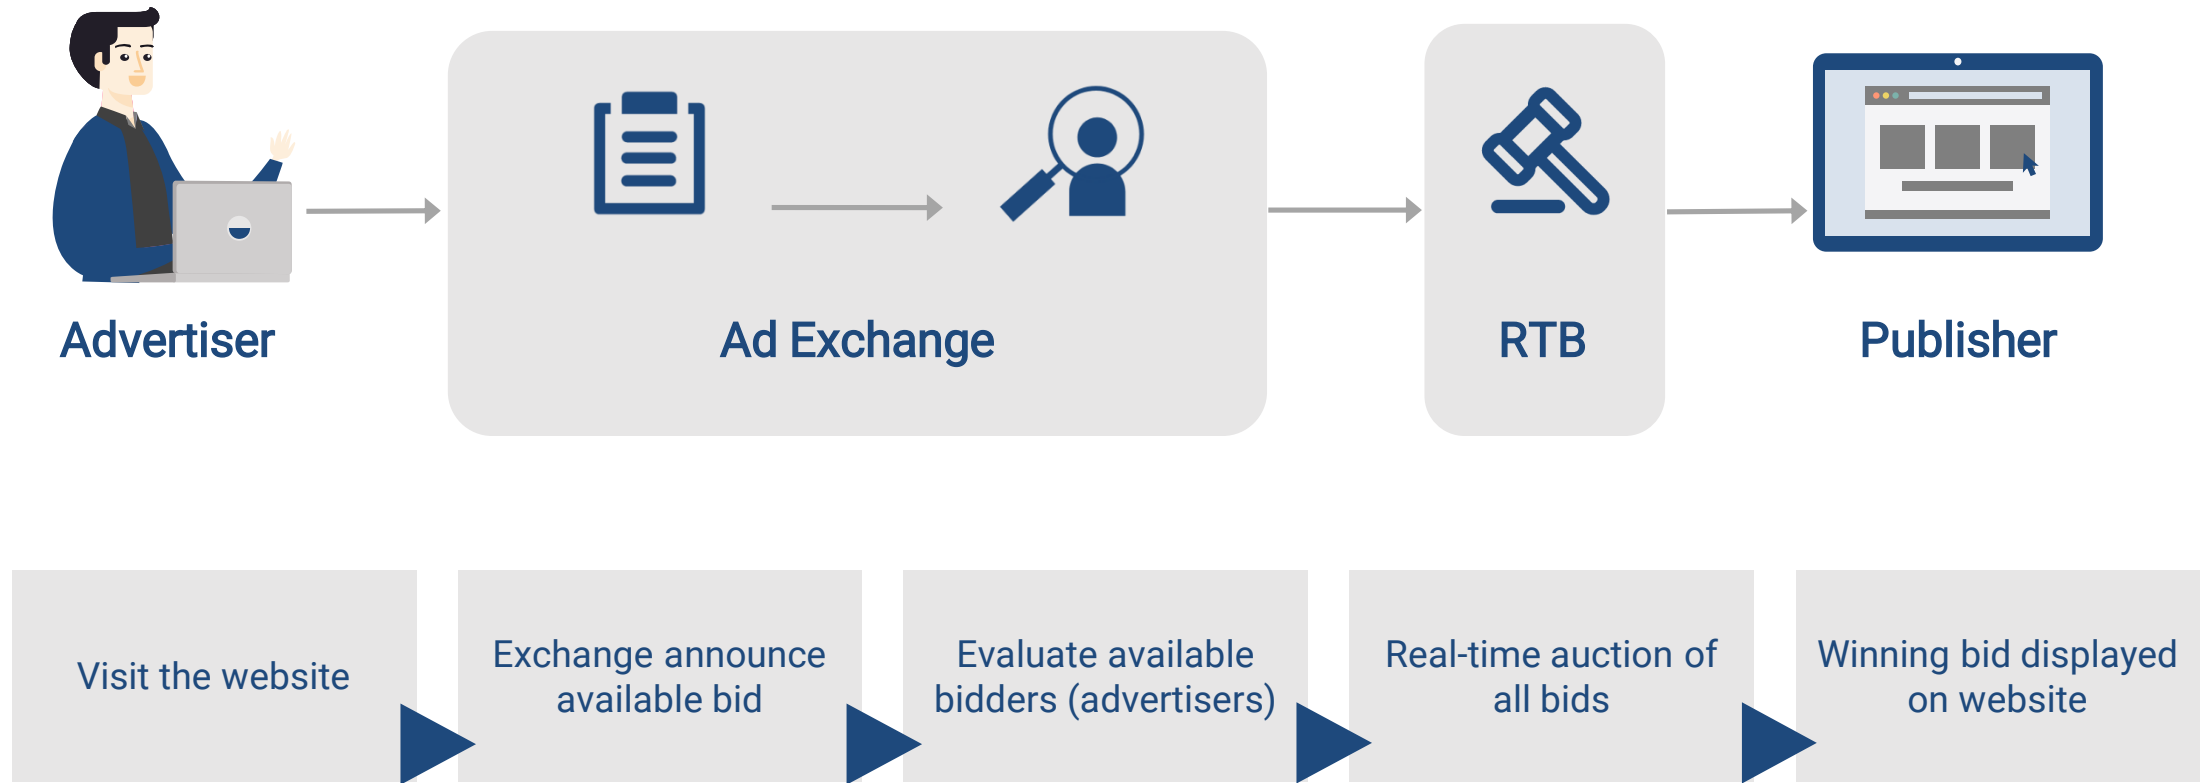 Advertiser
Ad Exchange
RTB
Publisher
Visit the website
Exchange announce
available bid
Evaluate available
bidders (advertisers)
Real-time auction of
all bids
Winning bid displayed
on website